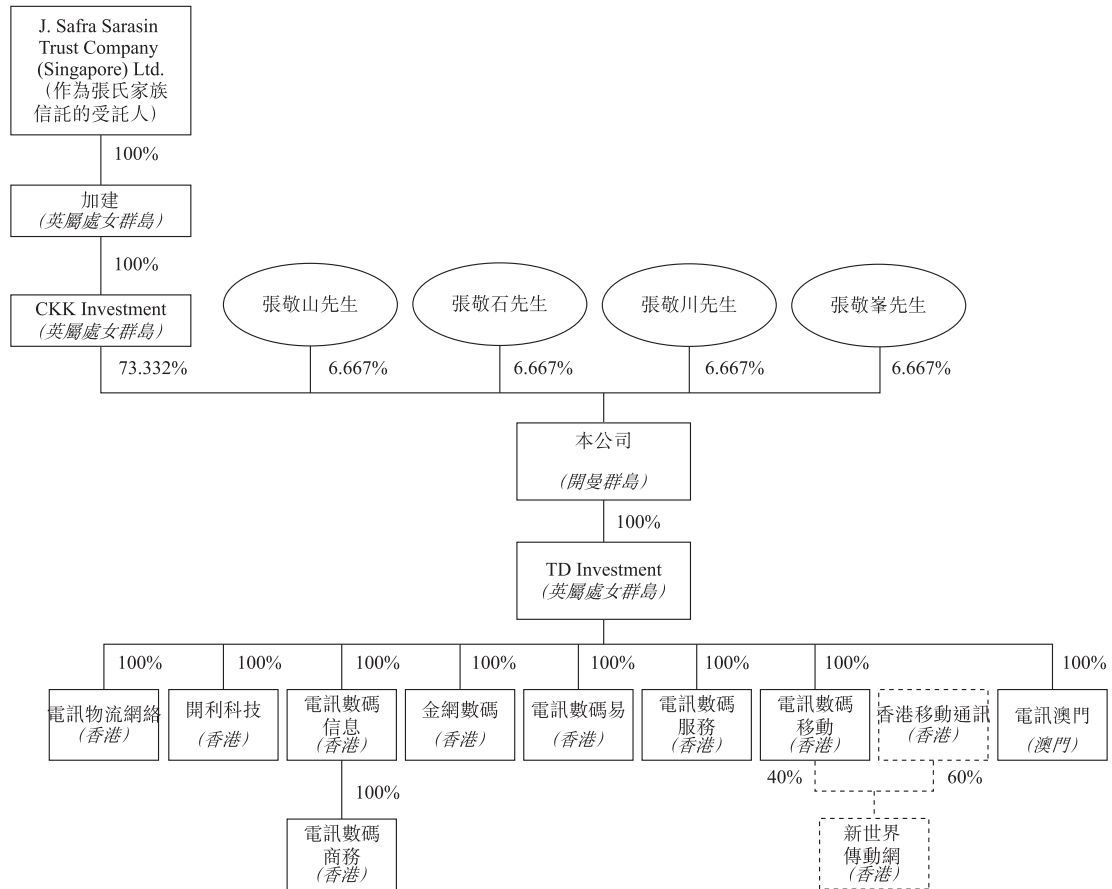 J. Safra Sarasin
Trust Company
(Singapore) Ltd.
（作為張氏家族
信託的受託人）
100%
加建
（英屬處女群島）
100%
CKK Investment
（英屬處女群島）
張敬山先生
張敬石先生
張敬川先生
張敬峯先生
73.332%
6.667%
6.667%
6.667%
6.667%
本公司
（開曼群島）
100%
TD Investment
（英屬處女群島）
100%
100%
100%
100%
100%
100%
100%
100%
電訊物流網絡
（香港）
開利科技
（香港）
電訊數碼
信息
（香港）
金網數碼
（香港）
電訊數碼易
（香港）
電訊數碼
服務
（香港）
電訊數碼
移動
（香港）
香港移動通訊
（香港）
電訊澳門
（澳門）
100%
40%
60%
電訊數碼
商務
（香港）
新世界
傳動網
（香港）